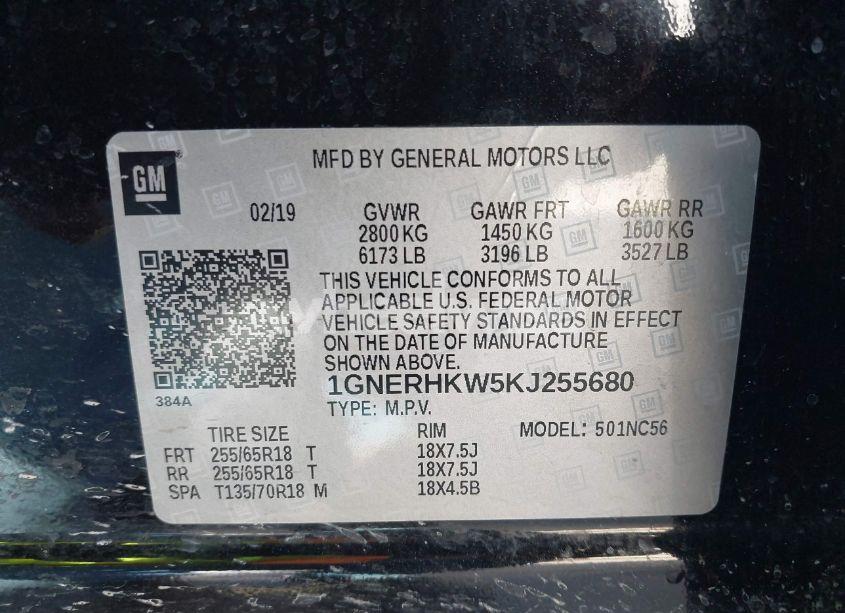 GM
MFD BY GENERAL MOTORS LLC
02/19 GVWR GAWR FRT GAWR RR
2800 KG 1450 KG 1600 KG
6173 LB 3196 LB 3527 LB
THIS VEHICLE CONFORMS TO ALL
APPLICABLE U.S. FEDERAL MOTOR
VEHICLE SAFETY STANDARDS IN EFFECT
ON THE DATE OF MANUFACTURE
SHOWN ABOVE.
1GNERHKW5KJ255680
384A
TYPE: M.P.V.
TIRE SIZE RIM MODEL: 501NC56
FRT 255/65R18 T 18X7.5J
RR 255/65R18 T 18X7.5J
SPA T135/70R18 M 18X4.5B